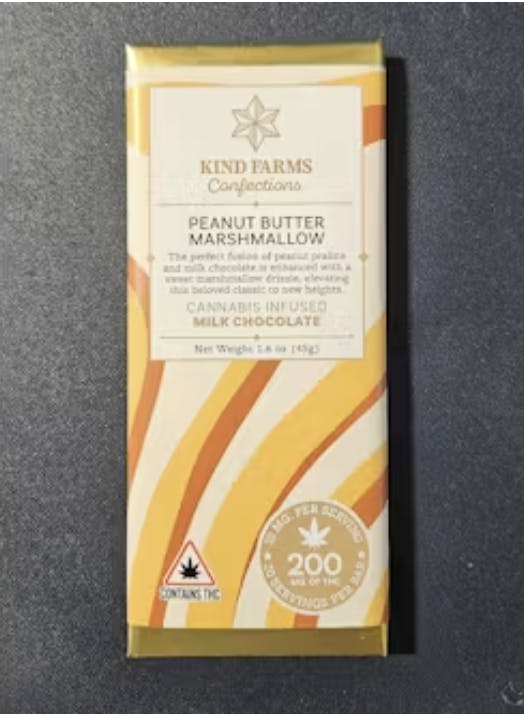 KIND FARMS
Confections
PEANUT BUTTER
MARSHMALLOW
The perfect fusion of peanut praline
and milk chocolate is enhanced with a
sweet marshmallow drizzle, elevating
this beloved classic to new heights.
CANNABIS INFUSED
MILK CHOCOLATE
Net Weight 1.6 oz (45g)
10 MG. PER SERVING
200
MG OF THC
20 SERVINGS PER BAR
CONTAINS THC